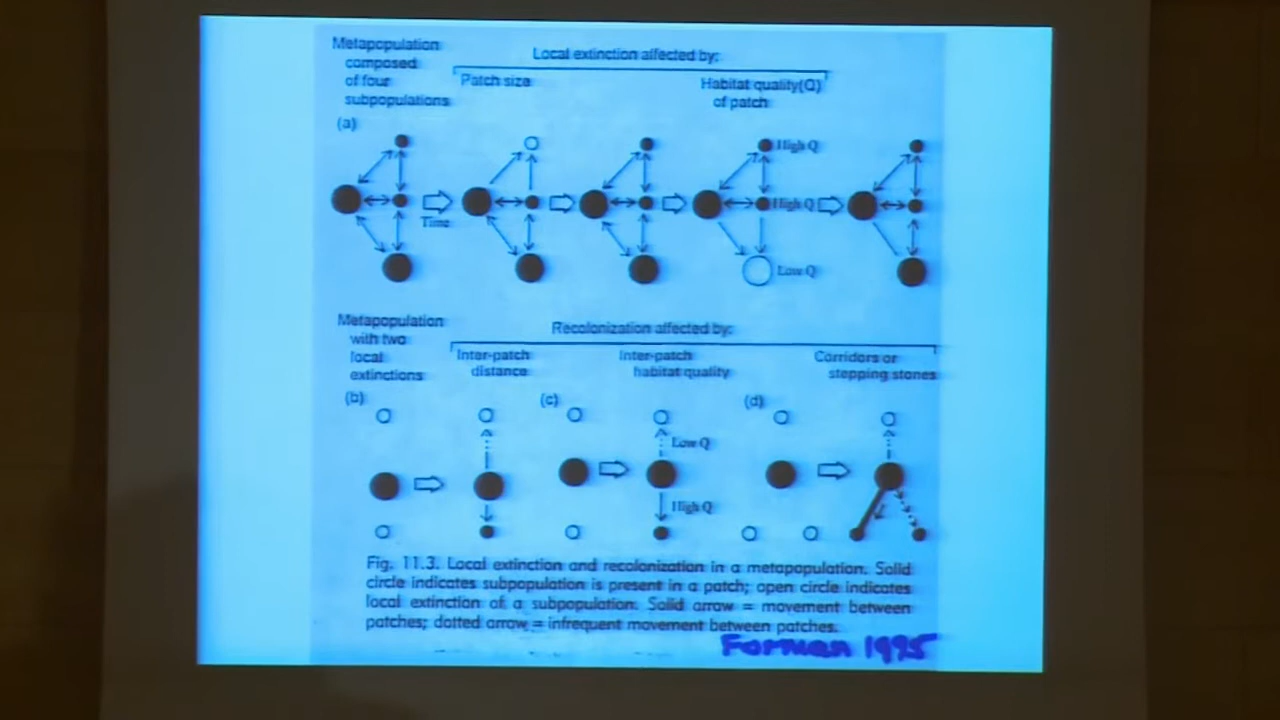 Metapopulation
composed
of four
subpopulations
Local extinction affected by:
Patch size
Habitat quality(Q)
of patch
(a)
High Q
High Q
Time
Low Q
Metapopulation
with two
local
extinctions
Recolonization affected by:
Inter-patch
distance
Inter-patch
habitat quality
Corridors or
stepping stones
(b)
(c)
(d)
Low Q
High Q
Fig. 11.3. Local extinction and recolonization in a metapopulation. Solid
circle indicates subpopulation is present in a patch; open circle indicates
local extinction of a subpopulation. Solid arrow = movement between
patches; dotted arrow = infrequent movement between patches.
Forman 1995